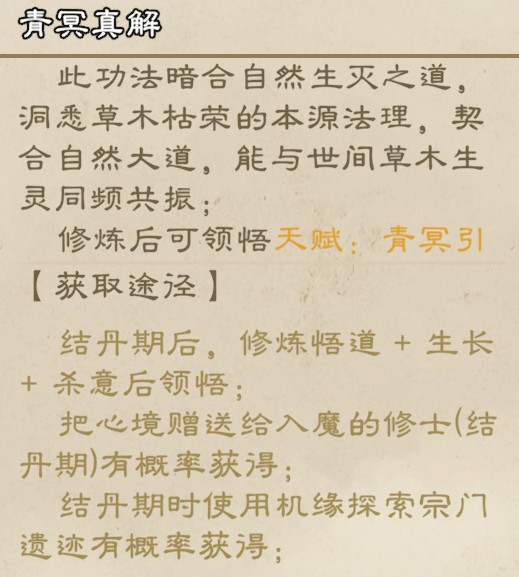 青冥真解
此功法暗合自然生灭之道,
洞悉草木枯荣的本源法理,契
合自然大道,能与世间草木生
灵同频共振;
修炼后可领悟天赋:青冥引
【获取途径】
结丹期后,修炼悟道+生长
+杀意后领悟;
把心境赠送给入魔的修士(结
丹期)有概率获得;
结丹期时使用机缘探索宗门
遗迹有概率获得;